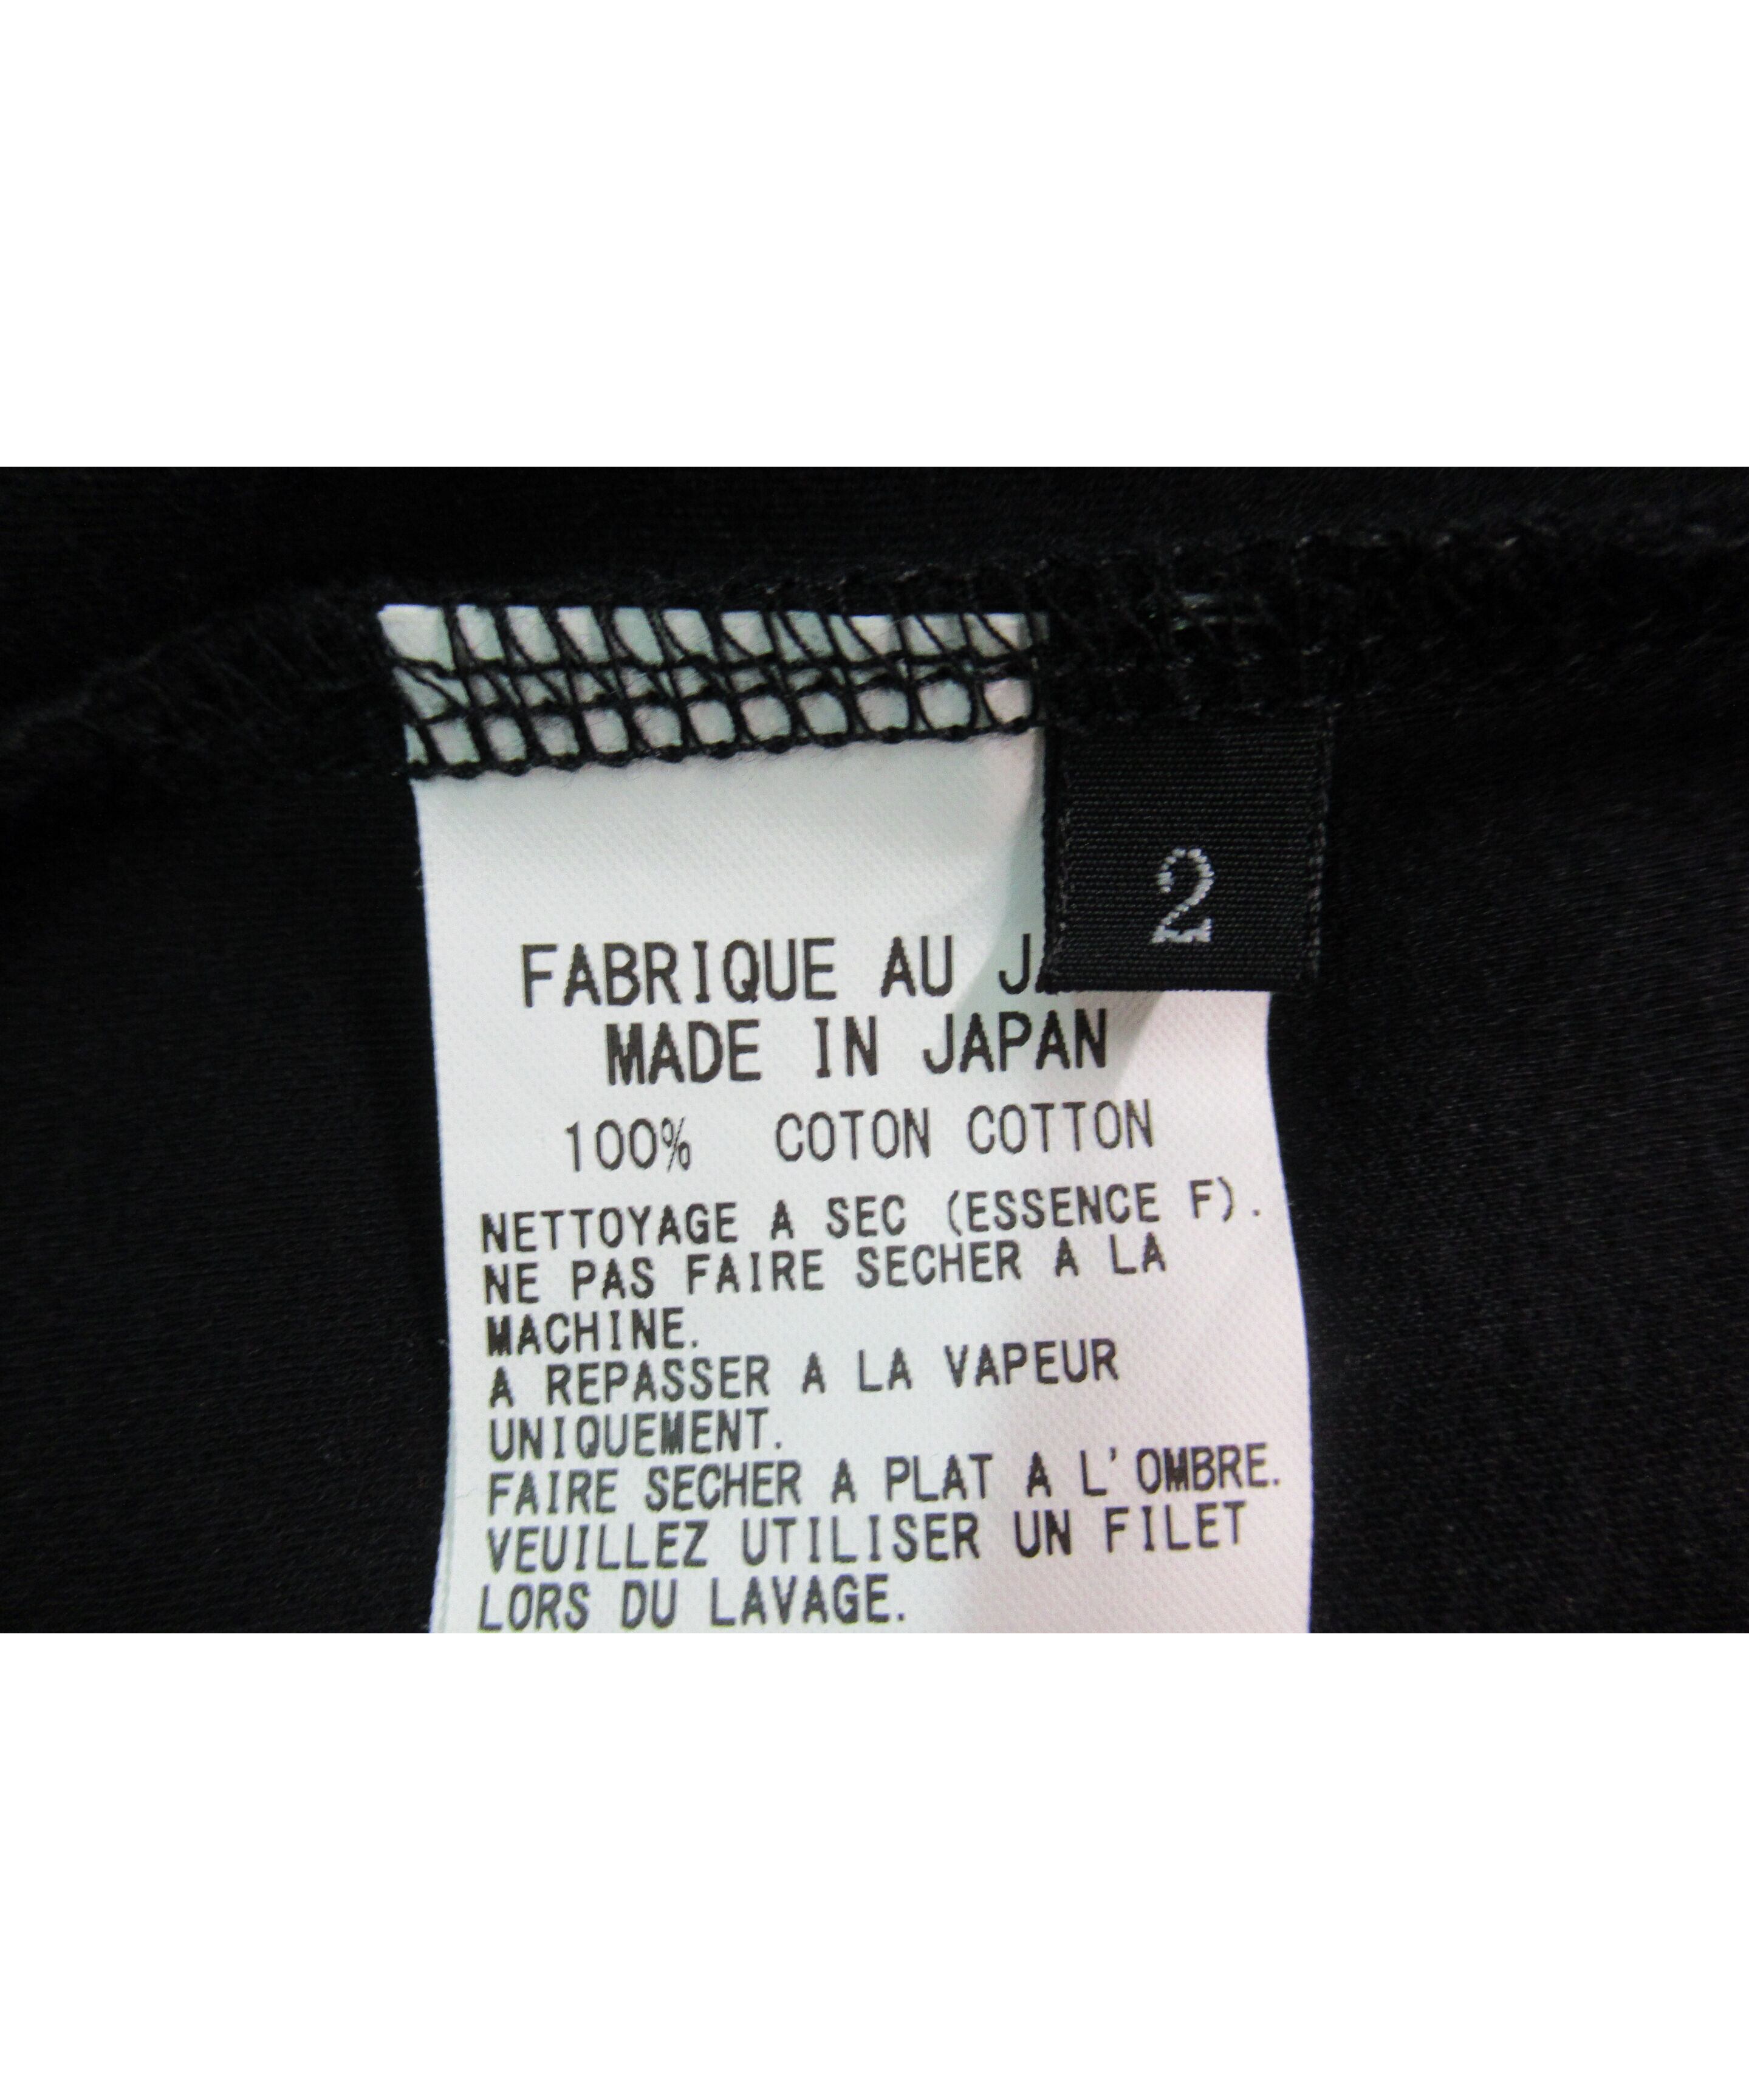 2
FABRIQUE AU
MADE IN JAPAN
100% COTON COTTON
NETTOYAGE A SEC (ESSENCE F).
NE PAS FAIRE SECHER A LA
MACHINE.
A REPASSER A LA VAPEUR
UNIQUEMENT.
FAIRE SECHER A PLAT A L'OMBRE.
VEUILLEZ UTILISER UN FILET
LORS DU LAVAGE.